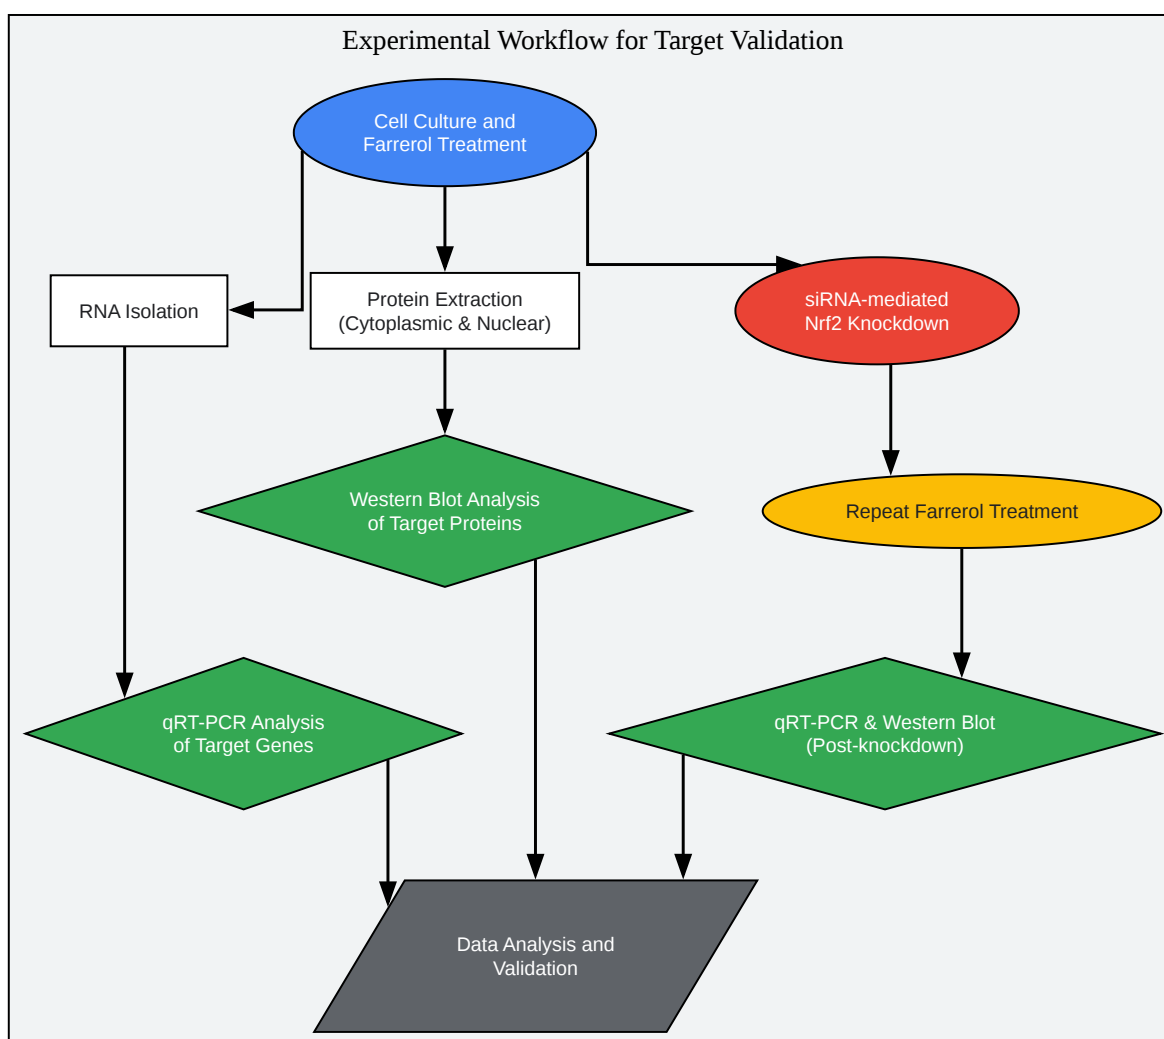 Experimental Workflow for Target Validation
Cell Culture and
Farrerol Treatment
RNA Isolation
Protein Extraction
(Cytoplasmic & Nuclear)
siRNA-mediated
Nrf2 Knockdown
Western Blot Analysis
of Target Proteins
Repeat Farrerol Treatment
qRT-PCR Analysis
of Target Genes
qRT-PCR & Western Blot
(Post-knockdown)
Data Analysis and
Validation